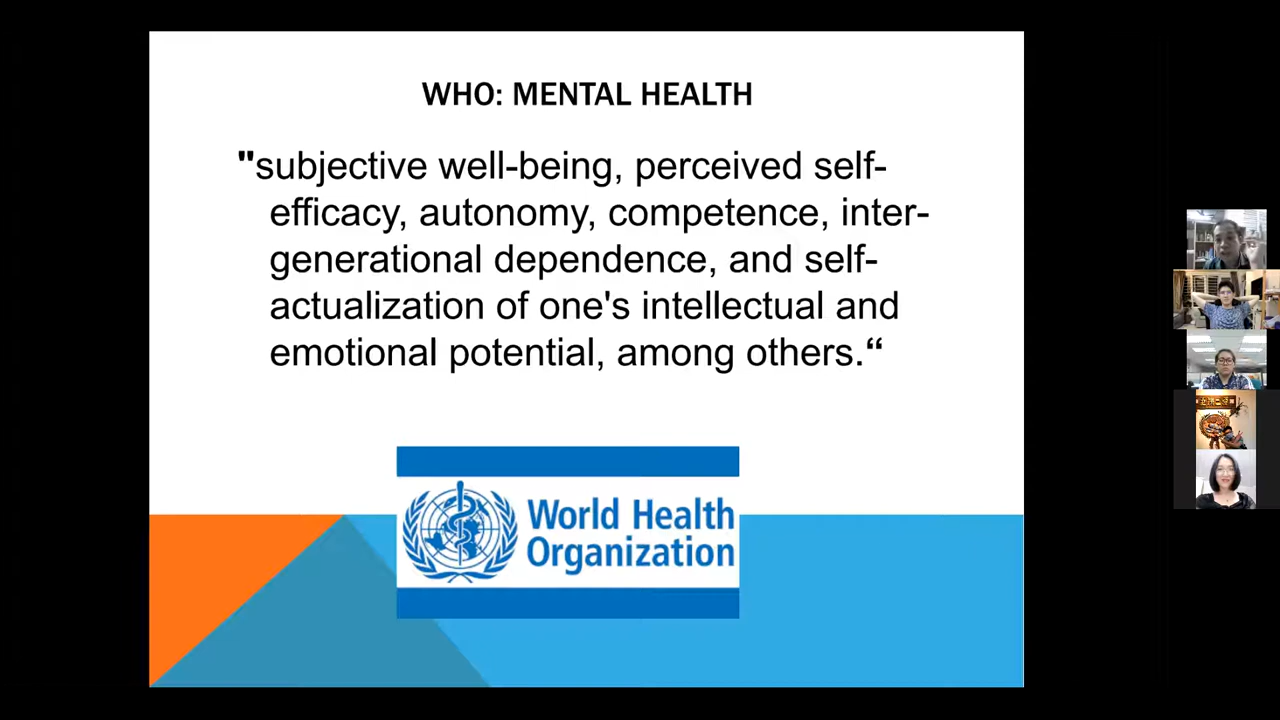 WHO: MENTAL HEALTH
"subjective well-being, perceived self-
efficacy, autonomy, competence, inter-
generational dependence, and self-
actualization of one's intellectual and
emotional potential, among others.“
World Health
Organization